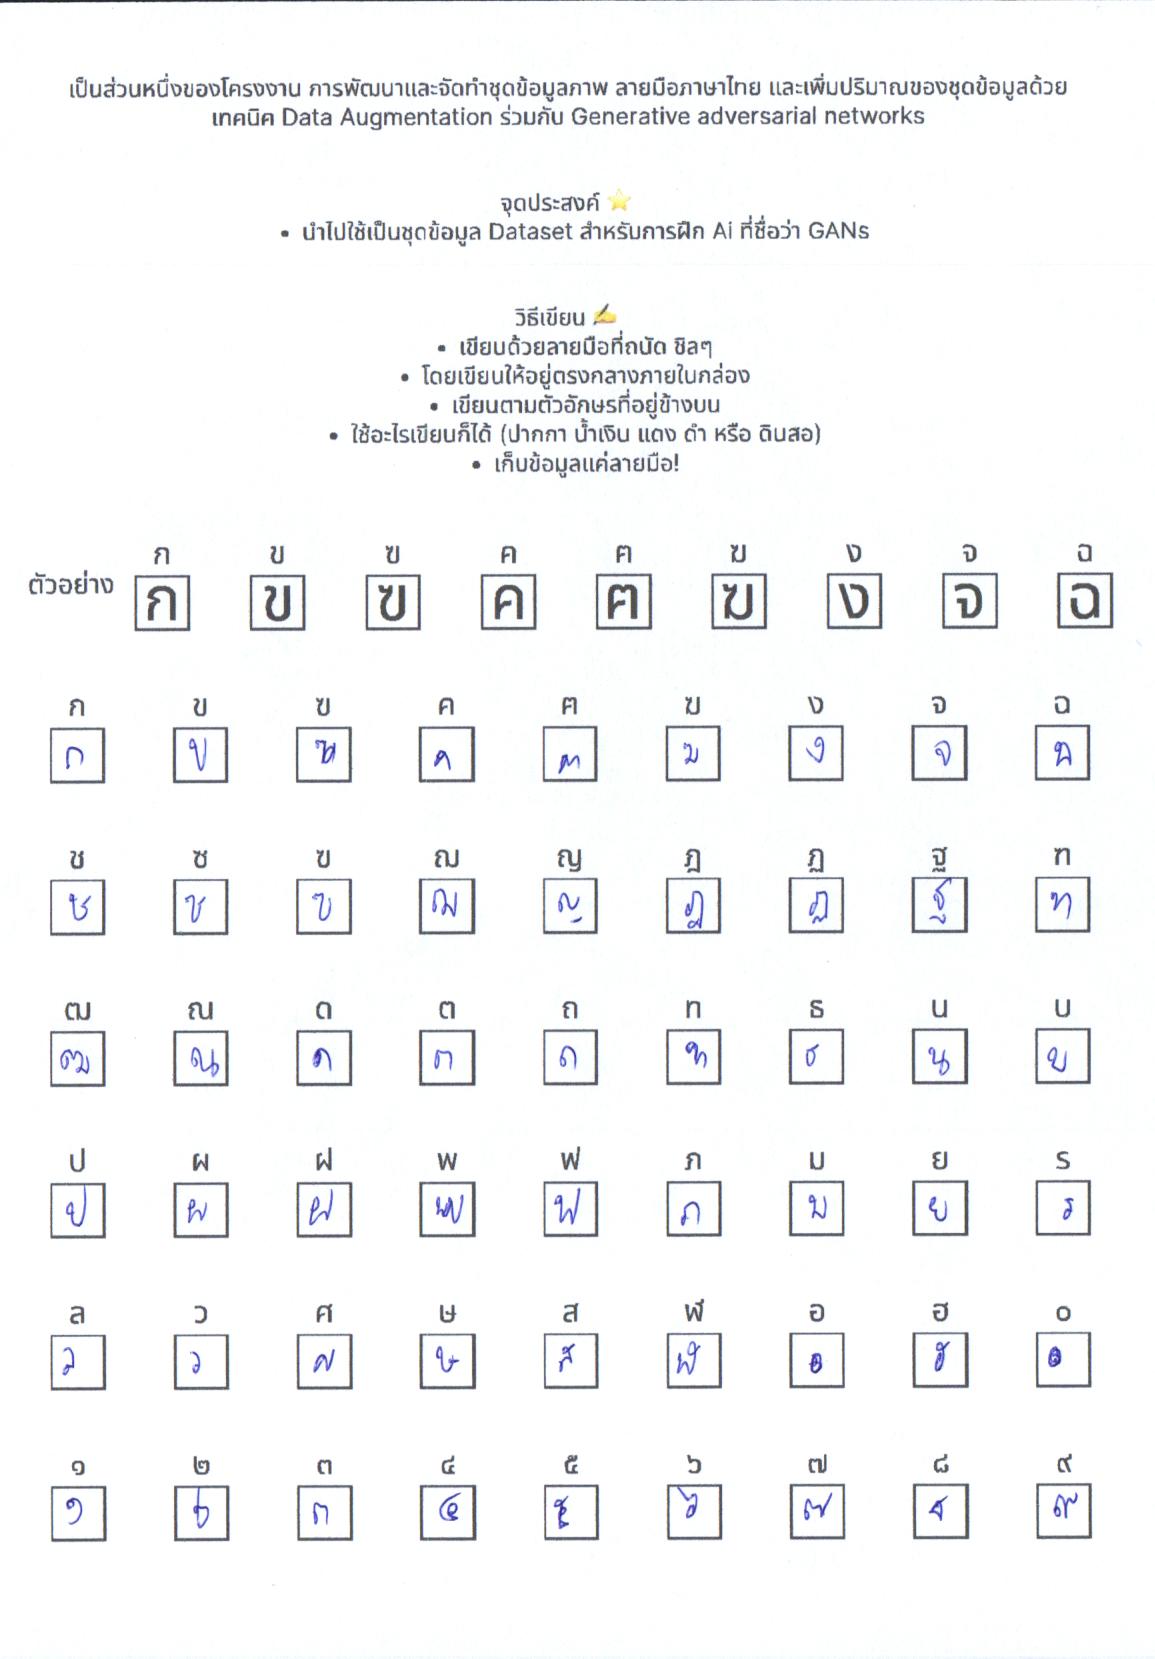 เป็นส่วนหนึ่งของโครงงาน การพัฒนาและจัดทำชุดข้อมูลภาพ ลายมือภาษาไทย และเพิ่มปริมาณของชุดข้อมูลด้วย
เทคนิค Data Augmentation ร่วมกับ Generative adversarial networks
จุดประสงค์ ⭐
• นำไปใช้เป็นชุดข้อมูล Dataset สำหรับการฝึก Ai ที่ชื่อว่า GANs
วิธีเขียน ✍️
• เขียนด้วยลายมือที่ถนัด ชิลๆ
• โดยเขียนให้อยู่ตรงกลางภายในกล่อง
• เขียนตามตัวอักษรที่อยู่ข้างบน
• ใช้อะไรเขียนก็ได้ (ปากกา น้ำเงิน แดง ดำ หรือ ดินสอ)
• เก็บข้อมูลแค่ลายมือ!
ก ข ฃ ค ฅ ฆ ง จ ฉ
ตัวอย่าง ก ข ฃ ค ฅ ฆ ง จ ฉ
ก ข ฃ ค ฅ ฆ ง จ ฉ
ก ข ฃ ค ฅ ฆ ง จ ฉ
ช ซ ฃ ฌ ญ ฎ ฏ ฐ ฑ
ช ซ ฃ ฌ ญ ฎ ฏ ฐ ฑ
ฒ ณ ด ต ถ ท ธ น บ
ฒ ณ ด ต ถ ท ธ น บ
ป ผ ฝ พ ฟ ภ ม ย ร
ป ผ ฝ พ ฟ ภ ม ย ร
ล ว ศ ษ ส ฬ อ ฮ ๐
ล ว ศ ษ ส ฬ อ ฮ ๐
๑ ๒ ๓ ๔ ๕ ๖ ๗ ๘ ๙
๑ ๒ ๓ ๔ ๕ ๖ ๗ ๘ ๙